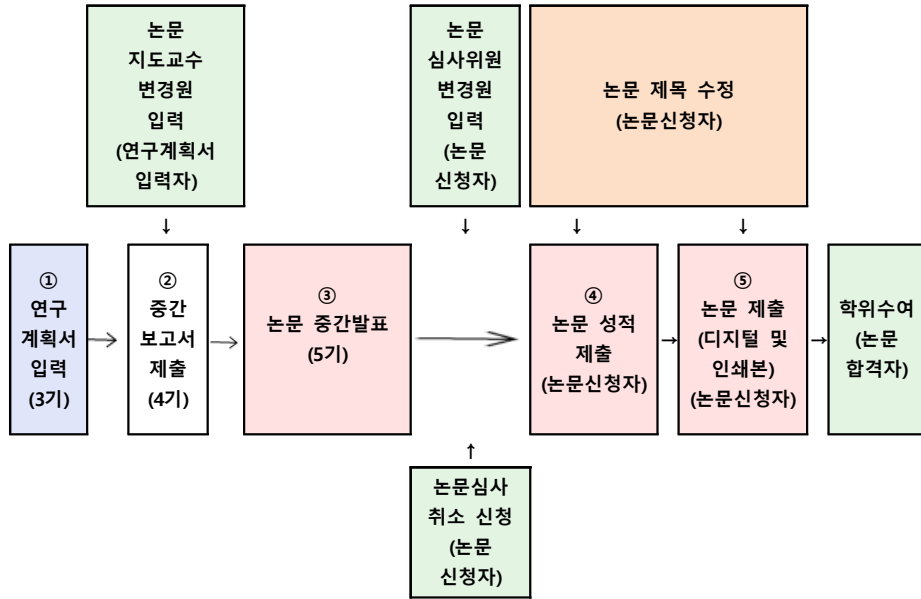 논문
지도교수
변경원
입력
(연구계획서
입력자)
논문
심사위원
변경원
입력
(논문
신청자)
논문 제목 수정
(논문신청자)
↓
↓
↓
↓
①
연구
계획서
입력
(3기)
②
중간
보고서
제출
(4기)
③
논문 중간발표
(5기)
④
논문 성적
제출
(논문신청자)
→
⑤
논문 제출
(디지털 및
인쇄본)
(논문신청자)
→
학위수여
(논문
합격자)
↑
논문심사
취소 신청
(논문
신청자)